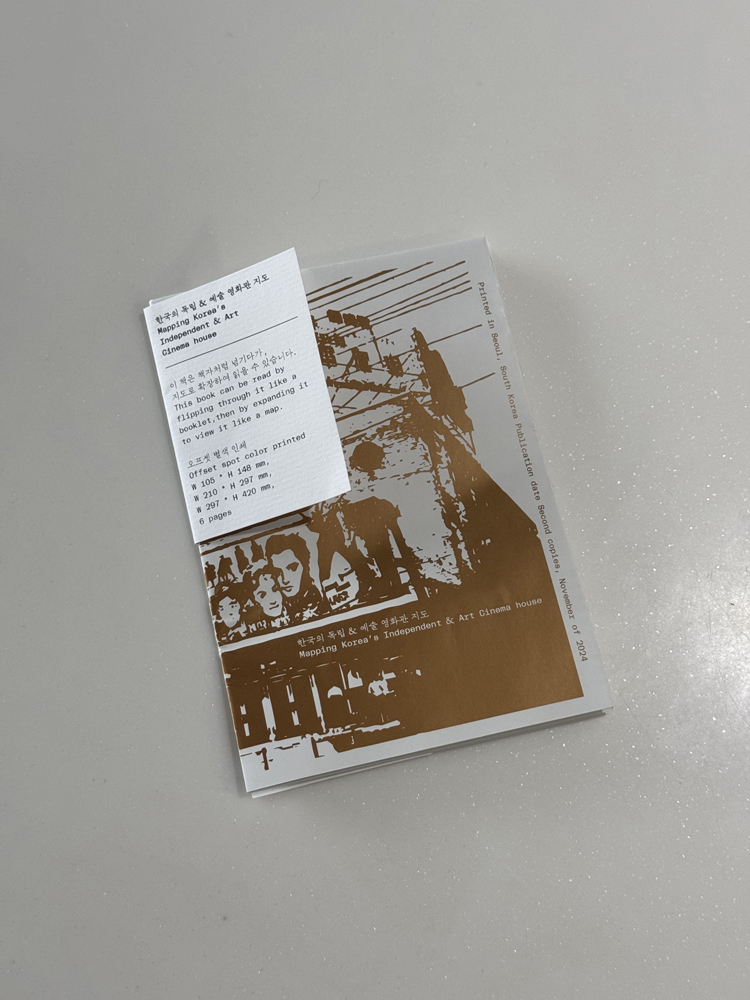 한국의 독립 & 예술 영화관 지도
Mapping Korea's
Independent & Art
Cinema house
이 책은 책자처럼 넘기다가,
지도로 확장하여 읽을 수 있습니다.
This book can be read by
flipping through it like a
booklet,then by expanding it
to view it like a map.
오프셋 별색 인쇄
Offset spot color printed
W 105 * H 148 mm,
W 210 * H 297 mm,
W 297 * H 420 mm,
6 pages
한국의 독립 & 예술 영화관 지도
Mapping Korea's Independent & Art Cinema house
Printed in Seoul, South Korea Publication date Second copies, November of 2024